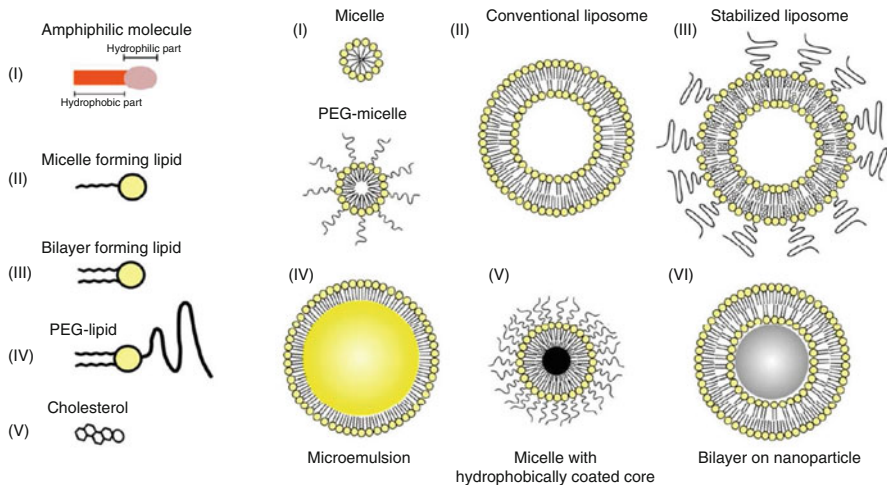 Amphiphilic molecule
Hydrophilic part
(I)
Hydrophobic part
Micelle forming lipid
(II)
Bilayer forming lipid
(III)
PEG-lipid
(IV)
Cholesterol
(V)
Micelle
(I)
PEG-micelle
Conventional liposome
(II)
Stabilized liposome
(III)
(IV)
Microemulsion
(V)
Micelle with
hydrophobically coated core
(VI)
Bilayer on nanoparticle